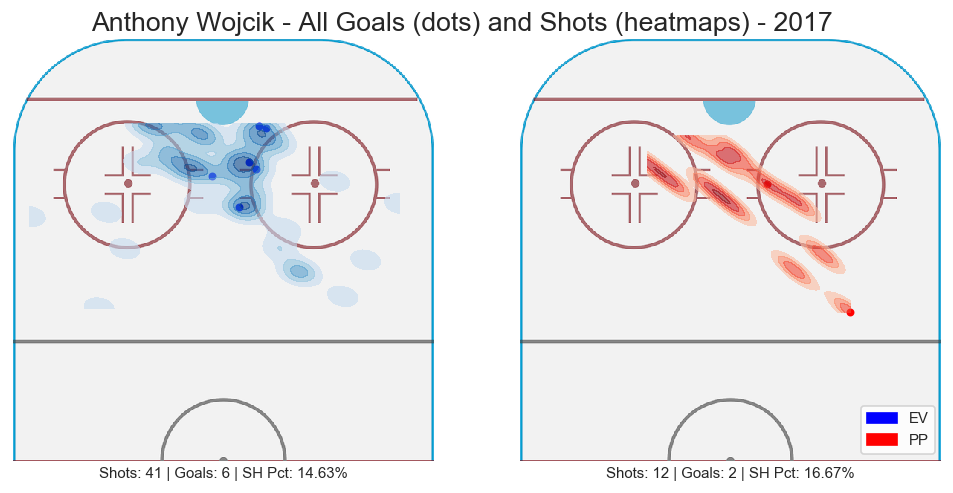 Anthony Wojcik - All Goals (dots) and Shots (heatmaps) - 2017
EV
PP
Shots: 41 | Goals: 6 | SH Pct: 14.63%
Shots: 12 | Goals: 2 | SH Pct: 16.67%